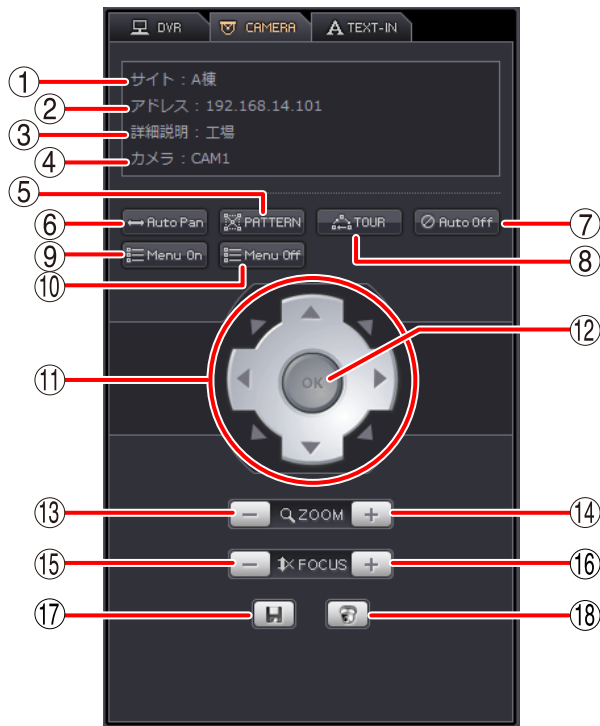 DVR CAMERA A TEXT-IN
① サイト : A棟
② アドレス : 192.168.14.101
③ 詳細説明 : 工場
④ カメラ : CAM1
⑤
⑥ Auto Pan PATTERN TOUR Auto Off ⑦
⑧
⑨ Menu On Menu Off
⑩
⑪ OK ⑫
⑬ － ZOOM ＋ ⑭
⑮ － FOCUS ＋ ⑯
⑰ ⑱